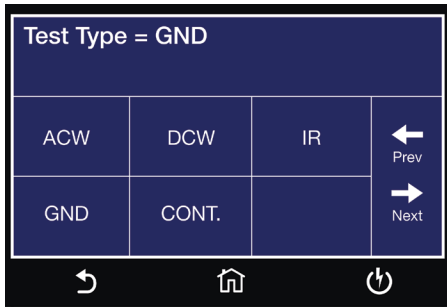 Test Type = GND
ACW DCW IR
Prev
GND CONT.
Next